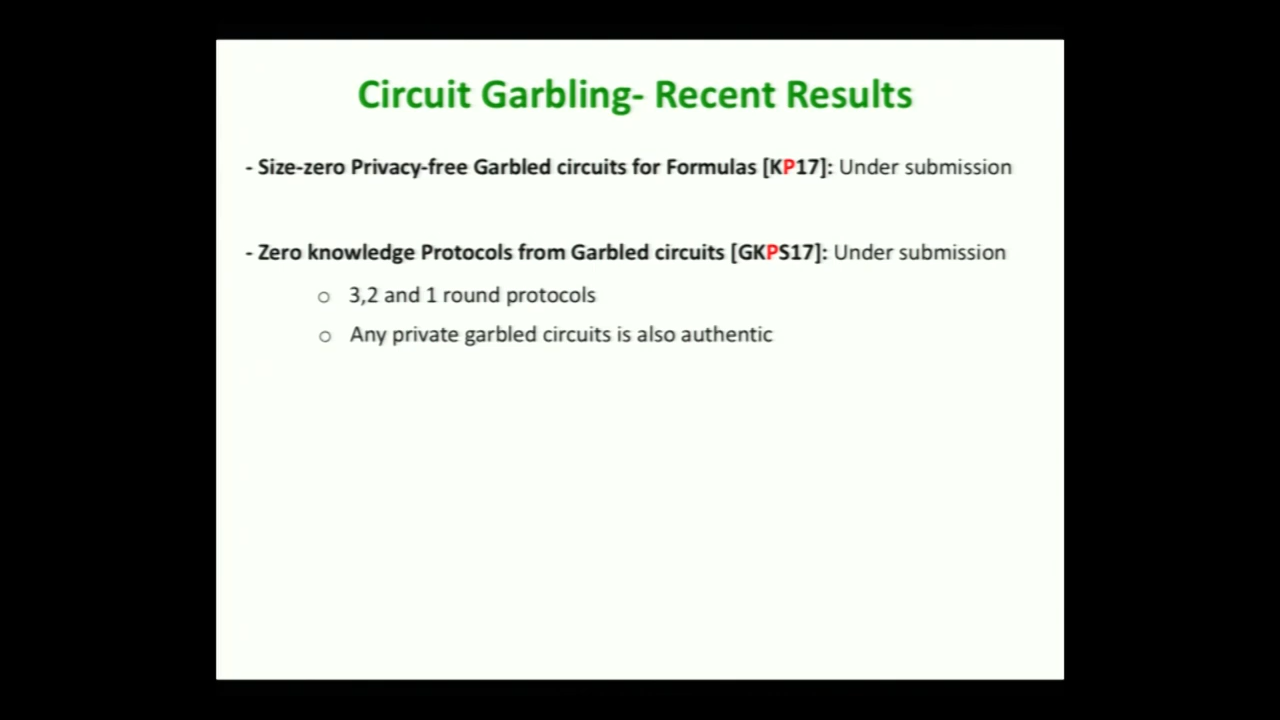 Circuit Garbling- Recent Results
- Size-zero Privacy-free Garbled circuits for Formulas [KP17]: Under submission
- Zero knowledge Protocols from Garbled circuits [GKPS17]: Under submission
o 3,2 and 1 round protocols
o Any private garbled circuits is also authentic